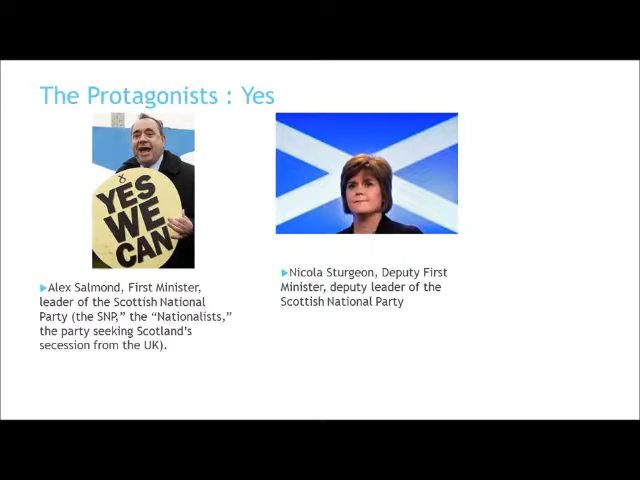 The Protagonists : Yes
YES
WE
CAN
Alex Salmond, First Minister,
leader of the Scottish National
Party (the SNP,” the “Nationalists,”
the party seeking Scotland’s
secession from the UK).
Nicola Sturgeon, Deputy First
Minister, deputy leader of the
Scottish National Party